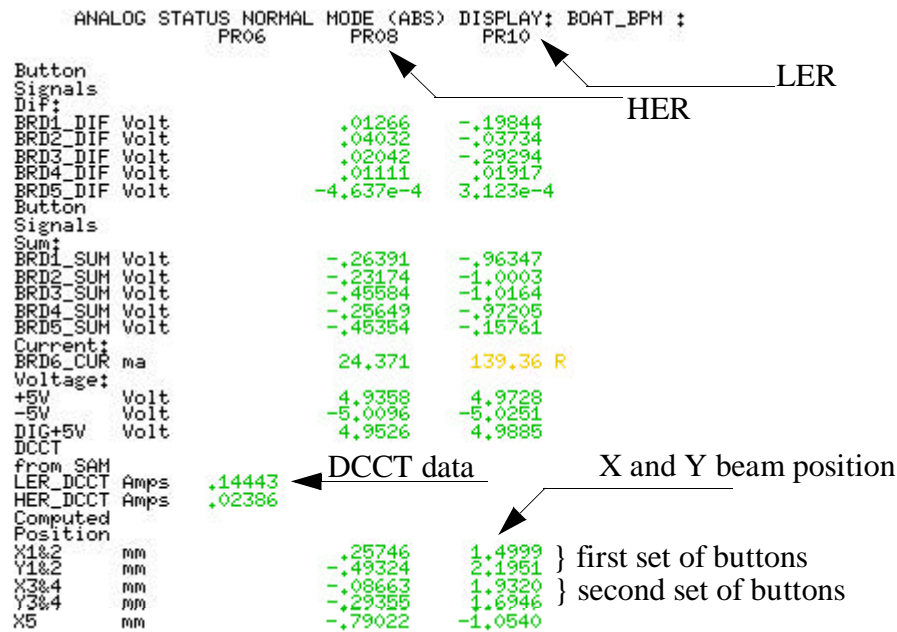 ANALOG STATUS NORMAL MODE (ABS) DISPLAY: BOAT_BPM :
PR06 PR08 PR10
LER
HER
Button
Signals
Dif:
BRD1_DIF Volt .01266 -.19844
BRD2_DIF Volt .04032 -.03734
BRD3_DIF Volt .02042 -.29294
BRD4_DIF Volt .01111 .01917
BRD5_DIF Volt -4.637e-4 3.123e-4
Button
Signals
Sum:
BRD1_SUM Volt -.26391 -.96347
BRD2_SUM Volt -.23174 -1.0003
BRD3_SUM Volt -.45584 -1.0164
BRD4_SUM Volt -.25649 -.97205
BRD5_SUM Volt -.45354 -.15761
Current:
BRD6_CUR ma 24.371 139.36 R
Voltage:
+5V Volt 4.9358 4.9728
-5V Volt -5.0096 -5.0251
DIG+5V Volt 4.9526 4.9885
DCCT
from SAM
LER_DCCT Amps .14443 DCCT data X and Y beam position
HER_DCCT Amps .02386
Computed
Position
X1&2 mm .25746 1.4999 } first set of buttons
Y1&2 mm -.49324 2.1951
X3&4 mm -.08663 1.9320 } second set of buttons
Y3&4 mm -.29355 1.6946
X5 mm -.79022 -1.0540